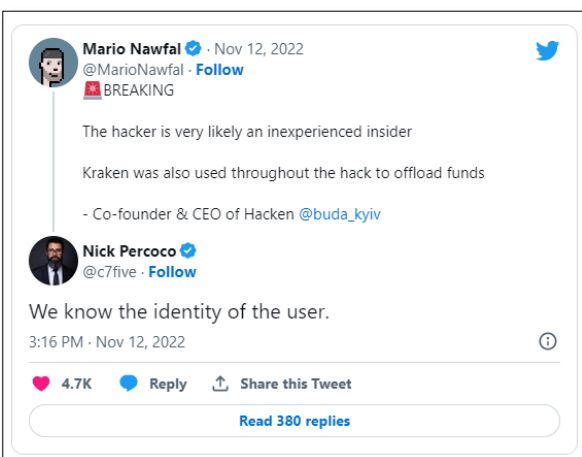 Mario Nawfal · Nov 12, 2022
@MarioNawfal · Follow
🚨BREAKING
The hacker is very likely an inexperienced insider
Kraken was also used throughout the hack to offload funds
- Co-founder & CEO of Hacken @buda_kyiv
Nick Percoco
@c7five · Follow
We know the identity of the user.
3:16 PM · Nov 12, 2022
4.7K Reply Share this Tweet
Read 380 replies